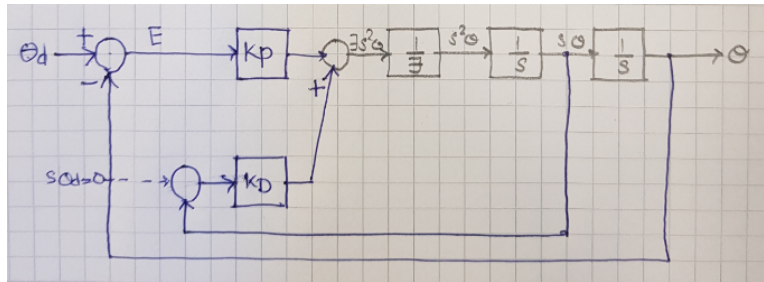 + E Js²θ s²θ sθ
θd Kp 1/J 1/s 1/s θ
−
+
sθd=0 KD